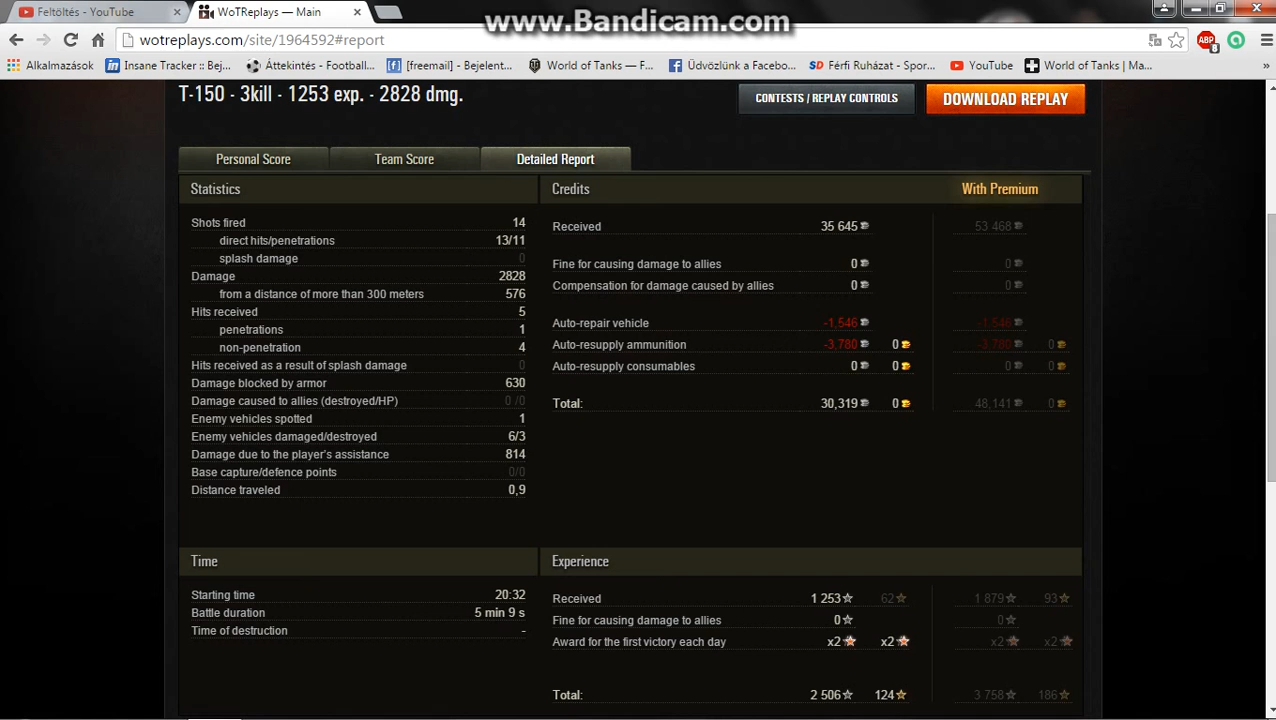 Feltöltés - YouTube
WoTReplays — Main
www.Bandicam.com
wotreplays.com/site/1964592#report
ABP 8
Alkalmazások
Insane Tracker :: Bej...
Áttekintés - Football...
[freemail] - Bejelent...
World of Tanks — F...
Üdvözlünk a Facebo...
SD Férfi Ruházat - Spor...
YouTube
World of Tanks | Ma...
»
T-150 - 3kill - 1253 exp. - 2828 dmg.
CONTESTS / REPLAY CONTROLS
DOWNLOAD REPLAY
Personal Score Team Score Detailed Report
Statistics
Shots fired 14
direct hits/penetrations 13/11
splash damage 0
Damage 2828
from a distance of more than 300 meters 576
Hits received 5
penetrations 1
non-penetration 4
Hits received as a result of splash damage 0
Damage blocked by armor 630
Damage caused to allies (destroyed/HP) 0 /0
Enemy vehicles spotted 1
Enemy vehicles damaged/destroyed 6/3
Damage due to the player's assistance 814
Base capture/defence points 0/0
Distance traveled 0,9
Credits With Premium
Received 35 645 53 468
Fine for causing damage to allies 0 0
Compensation for damage caused by allies 0 0
Auto-repair vehicle -1,546 -1,546
Auto-resupply ammunition -3,780 0 -3,780 0
Auto-resupply consumables 0 0 0 0
Total: 30,319 0 48,141 0
Time
Starting time 20:32
Battle duration 5 min 9 s
Time of destruction -
Experience
Received 1 253 62 1 879 93
Fine for causing damage to allies 0 0
Award for the first victory each day x2 x2 x2 x2
Total: 2 506 124 3 758 186